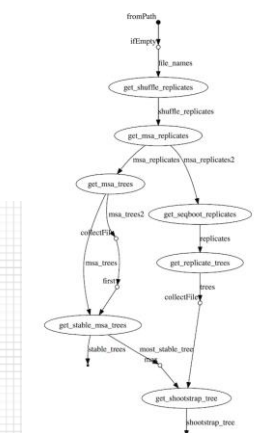 fromPath
ifEmpty
file_names
get_shuffle_replicates
shuffle_replicates
get_msa_replicates
msa_replicates msa_replicates2
get_msa_trees
msa_trees2
get_seqboot_replicates
collectFile
replicates
msa_trees
get_replicate_trees
first
trees
collectFile
get_stable_msa_trees
stable_trees
most_stable_tree
get_shootstrap_tree
shootstrap_tree